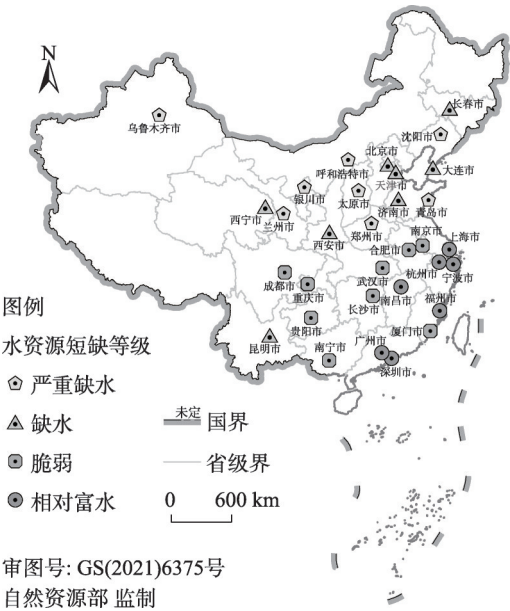 N
长春市
乌鲁木齐市
沈阳市
北京市
呼和浩特市
天津市
大连市
银川市
太原市
济南市
青岛市
西宁市
兰州市
郑州市
西安市
南京市
上海市
合肥市
成都市
武汉市
杭州市
宁波市
重庆市
长沙市
南昌市
福州市
贵阳市
厦门市
昆明市
南宁市
广州市
深圳市
图例
水资源短缺等级
严重缺水
缺水
脆弱
相对富水
未定
国界
省级界
0 600 km
审图号: GS(2021)6375号
自然资源部 监制